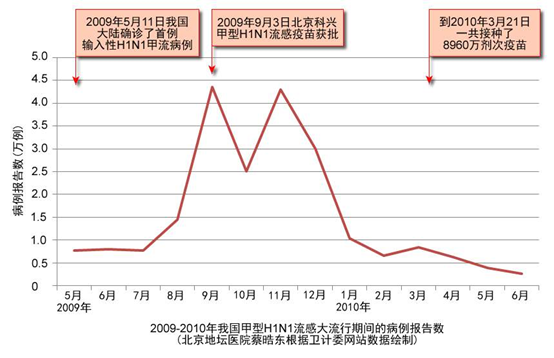 2009年5月11日我国
大陆确诊了首例
输入性H1N1甲流病例
2009年9月3日北京科兴
甲型H1N1流感疫苗获批
到2010年3月21日
一共接种了
8960万剂次疫苗
病例报告数(万例)
5.0
4.5
4.0
3.5
3.0
2.5
2.0
1.0
0.5
0
5月 6月 7月 8月 9月 10月 11月 12月 1月 2月 3月 4月 5月 6月
2009年 2010年
2009-2010年我国甲型H1N1流感大流行期间的病例报告数
(北京地坛医院蔡晧东根据卫计委网站数据绘制)